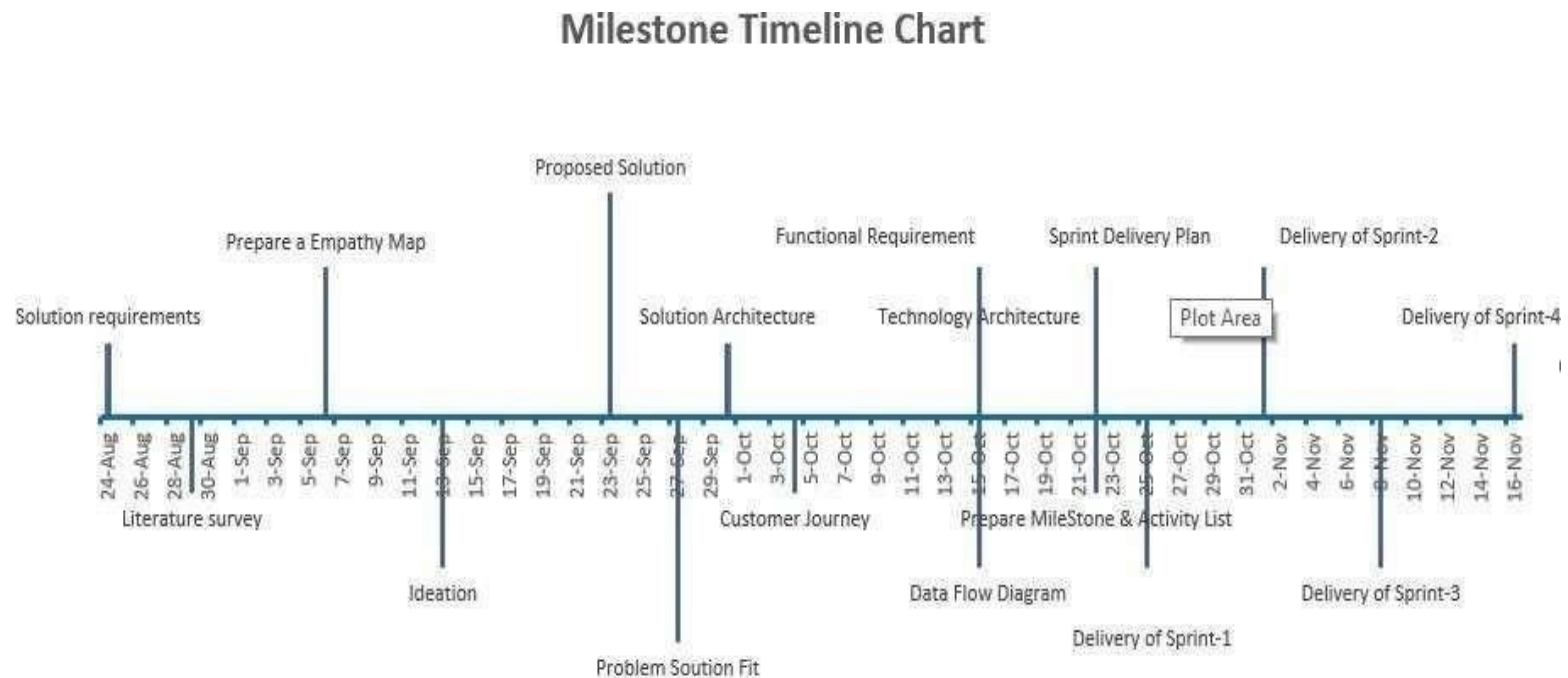 Milestone Timeline Chart
Proposed Solution
Prepare a Empathy Map
Functional Requirement
Sprint Delivery Plan
Delivery of Sprint-2
Solution requirements
Solution Architecture
Technology Architecture
Plot Area
Delivery of Sprint-4
24-Aug
26-Aug
28-Aug
30-Aug
1-Sep
3-Sep
5-Sep
7-Sep
9-Sep
11-Sep
13-Sep
15-Sep
17-Sep
19-Sep
21-Sep
23-Sep
25-Sep
27-Sep
29-Sep
1-Oct
3-Oct
5-Oct
7-Oct
9-Oct
11-Oct
13-Oct
15-Oct
17-Oct
19-Oct
21-Oct
23-Oct
25-Oct
27-Oct
29-Oct
31-Oct
2-Nov
4-Nov
6-Nov
8-Nov
10-Nov
12-Nov
14-Nov
16-Nov
Literature survey
Customer Journey
Prepare MileStone & Activity List
Ideation
Data Flow Diagram
Delivery of Sprint-3
Delivery of Sprint-1
Problem Soution Fit